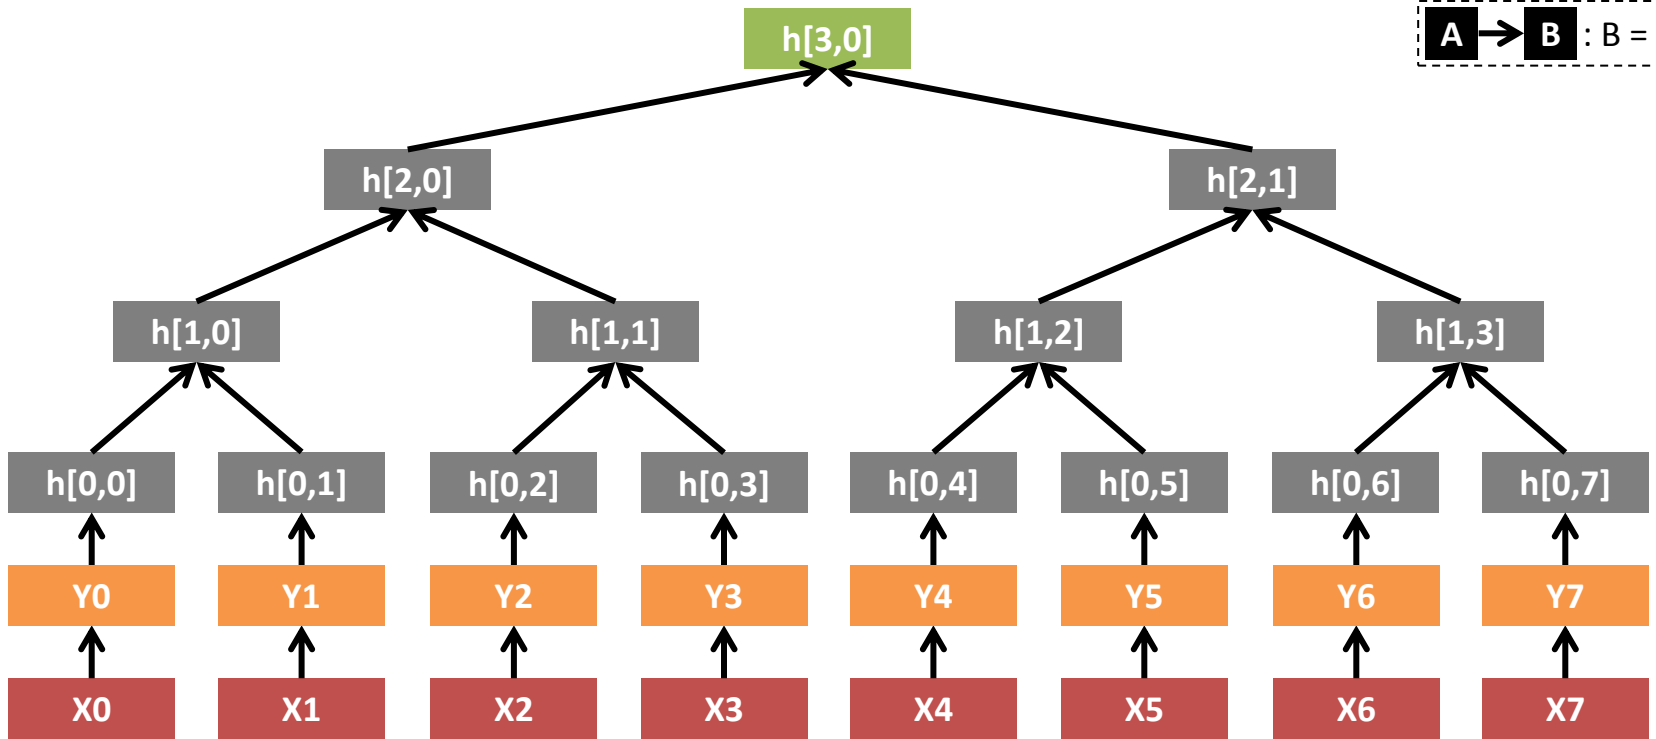 h[3,0]
A B : B =
h[2,0] h[2,1]
h[1,0] h[1,1] h[1,2] h[1,3]
h[0,0] h[0,1] h[0,2] h[0,3] h[0,4] h[0,5] h[0,6] h[0,7]
Y0 Y1 Y2 Y3 Y4 Y5 Y6 Y7
X0 X1 X2 X3 X4 X5 X6 X7